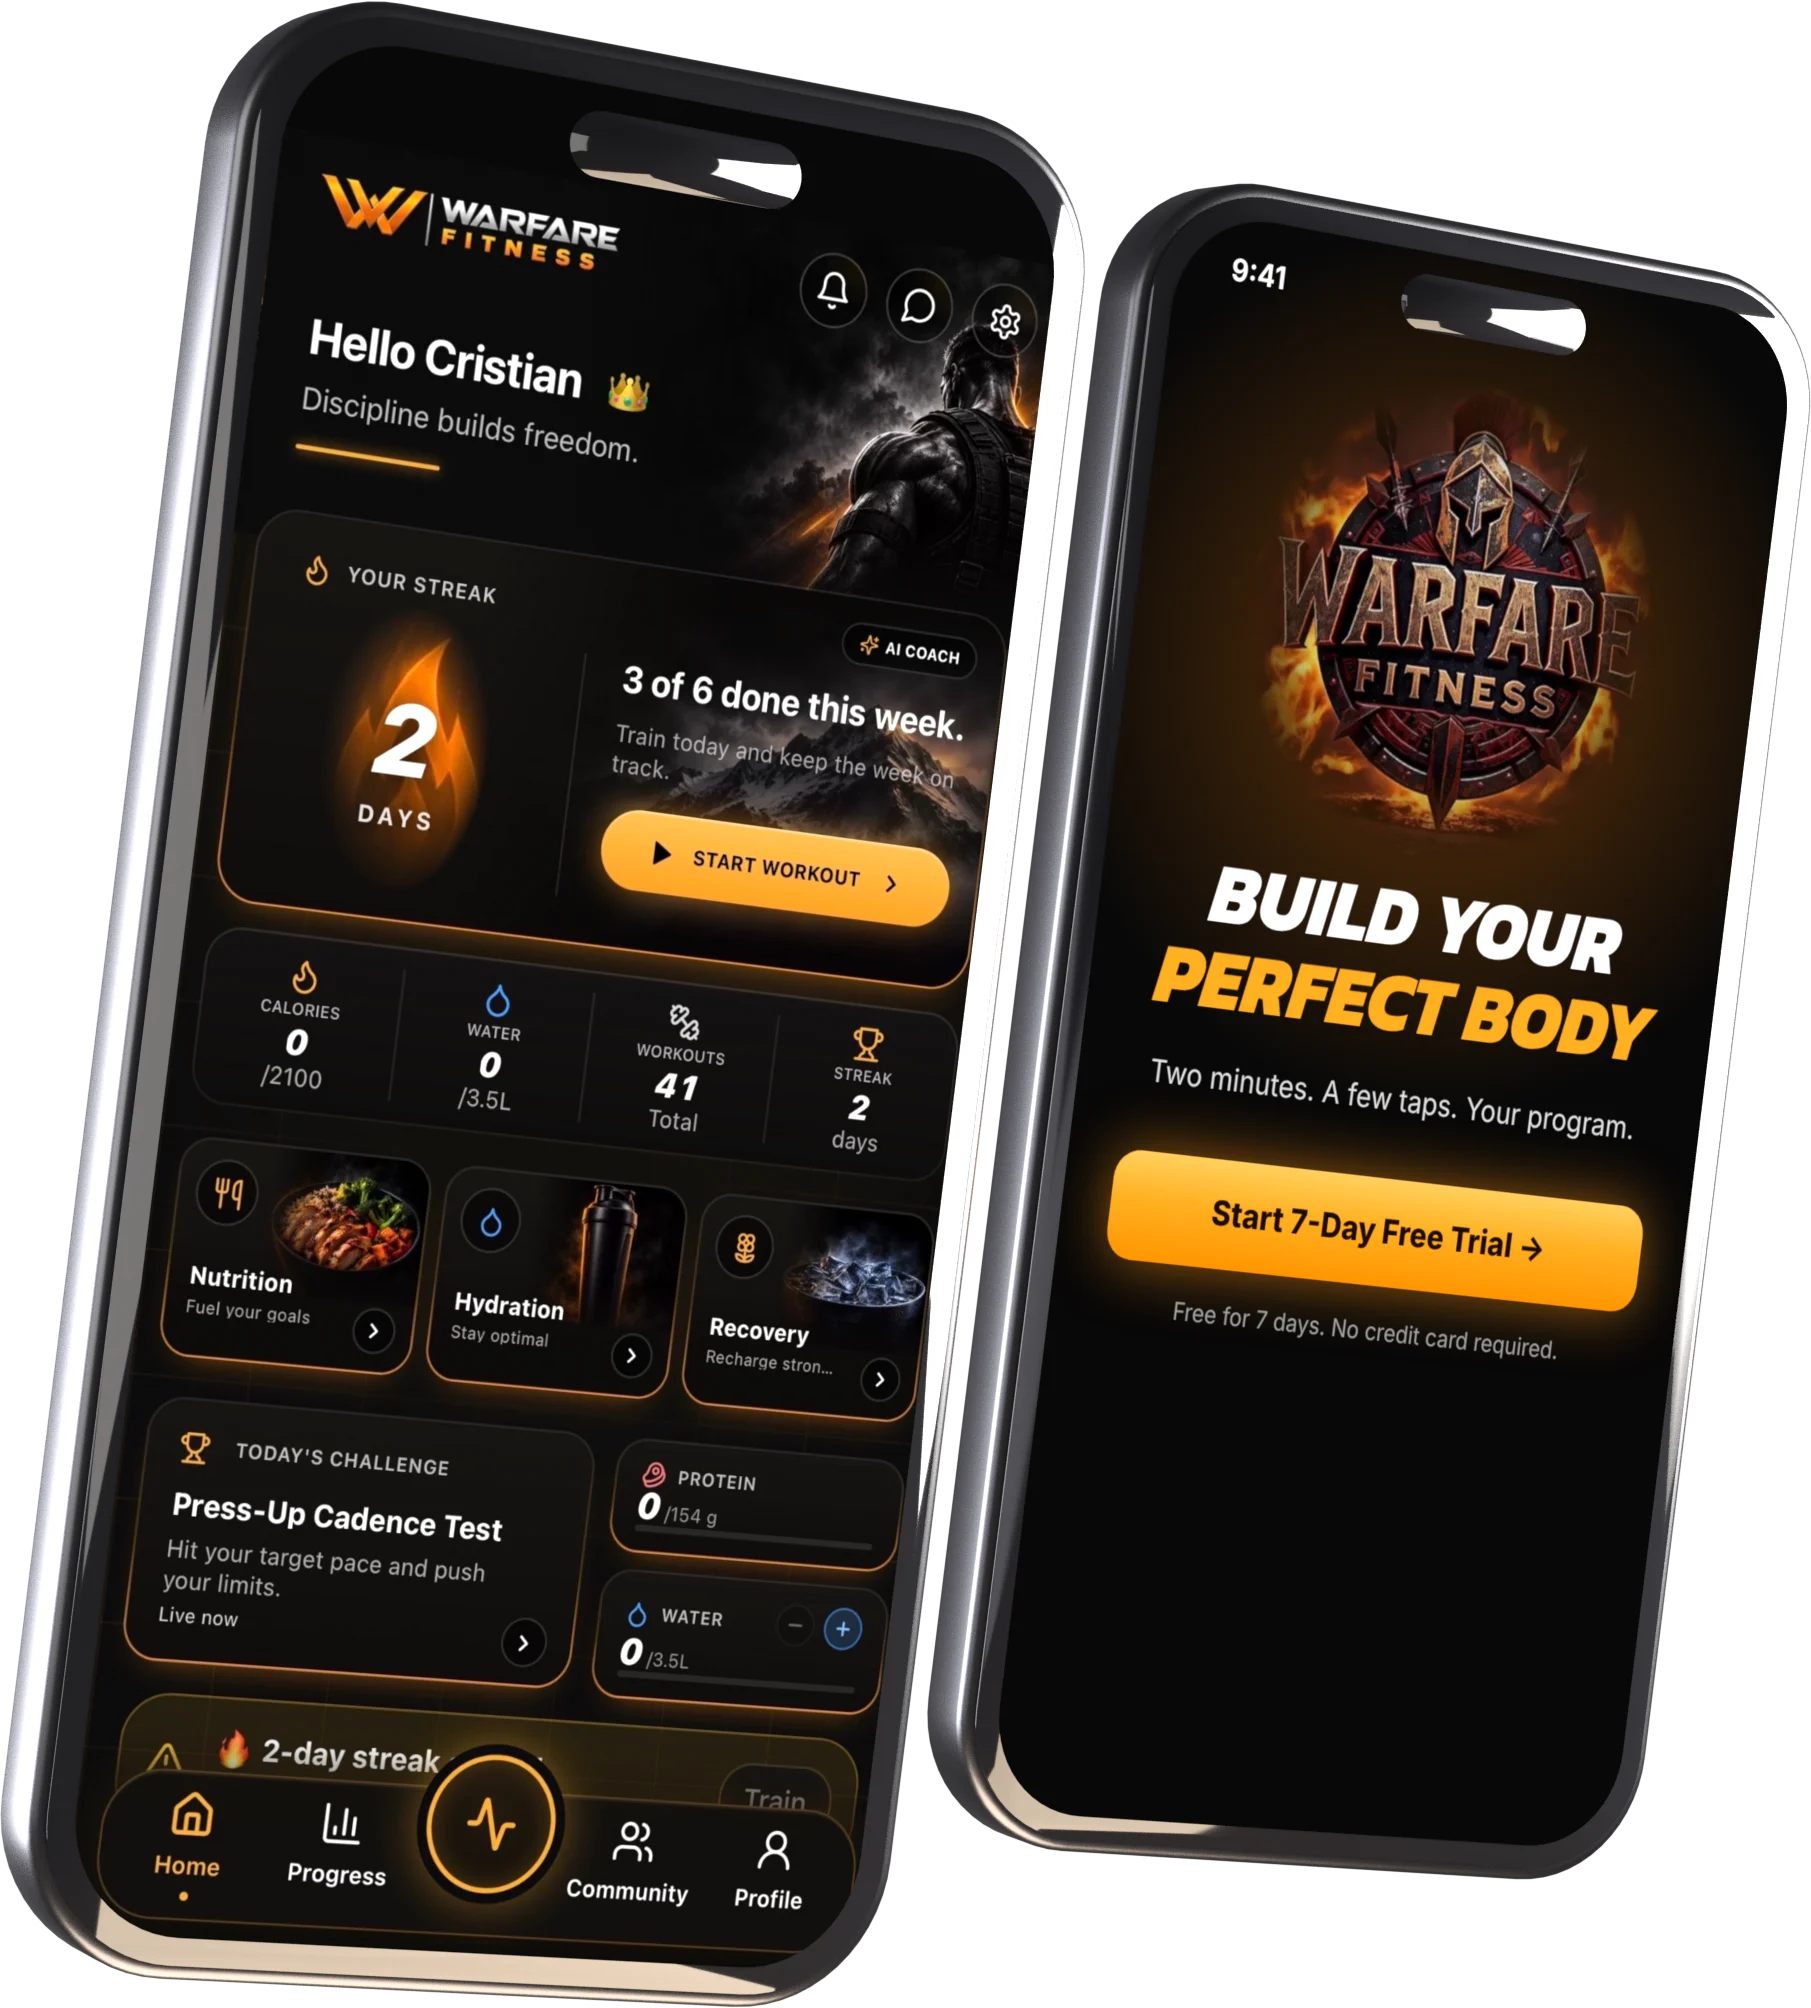 WARFARE
FITNESS
Hello Cristian 👑
Discipline builds freedom.
YOUR STREAK
2
DAYS
AI COACH
3 of 6 done this week.
Train today and keep the week on
track.
START WORKOUT
CALORIES
0
/2100
WATER
0
/3.5L
WORKOUTS
41
Total
STREAK
2
days
Nutrition
Fuel your goals
Hydration
Stay optimal
Recovery
Recharge stron...
TODAY'S CHALLENGE
Press-Up Cadence Test
Hit your target pace and push
your limits.
Live now
PROTEIN
0 /154 g
WATER
0 /3.5L
− +
🔥 2-day streak
Train
Home
Progress
Community
Profile
9:41
WARFARE
FITNESS
BUILD YOUR
PERFECT BODY
Two minutes. A few taps. Your program.
Start 7-Day Free Trial →
Free for 7 days. No credit card required.